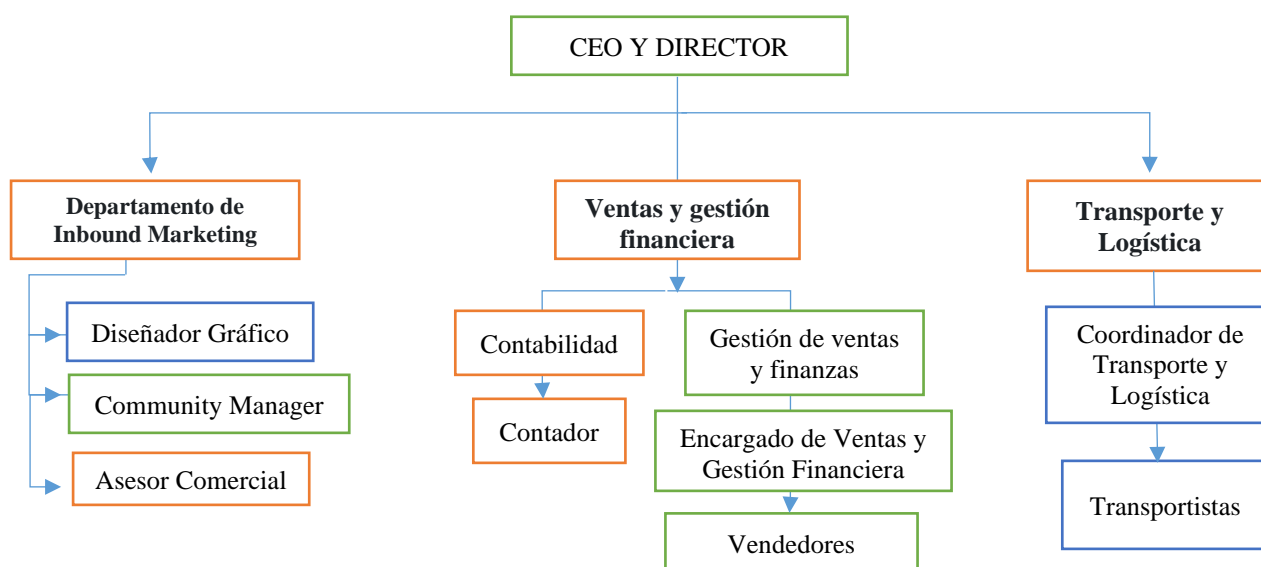 CEO Y DIRECTOR
Departamento de
Inbound Marketing
Diseñador Gráfico
Community Manager
Asesor Comercial
Ventas y gestión
financiera
Contabilidad
Contador
Gestión de ventas
y finanzas
Encargado de Ventas y
Gestión Financiera
Vendedores
Transporte y
Logística
Coordinador de
Transporte y
Logística
Transportistas